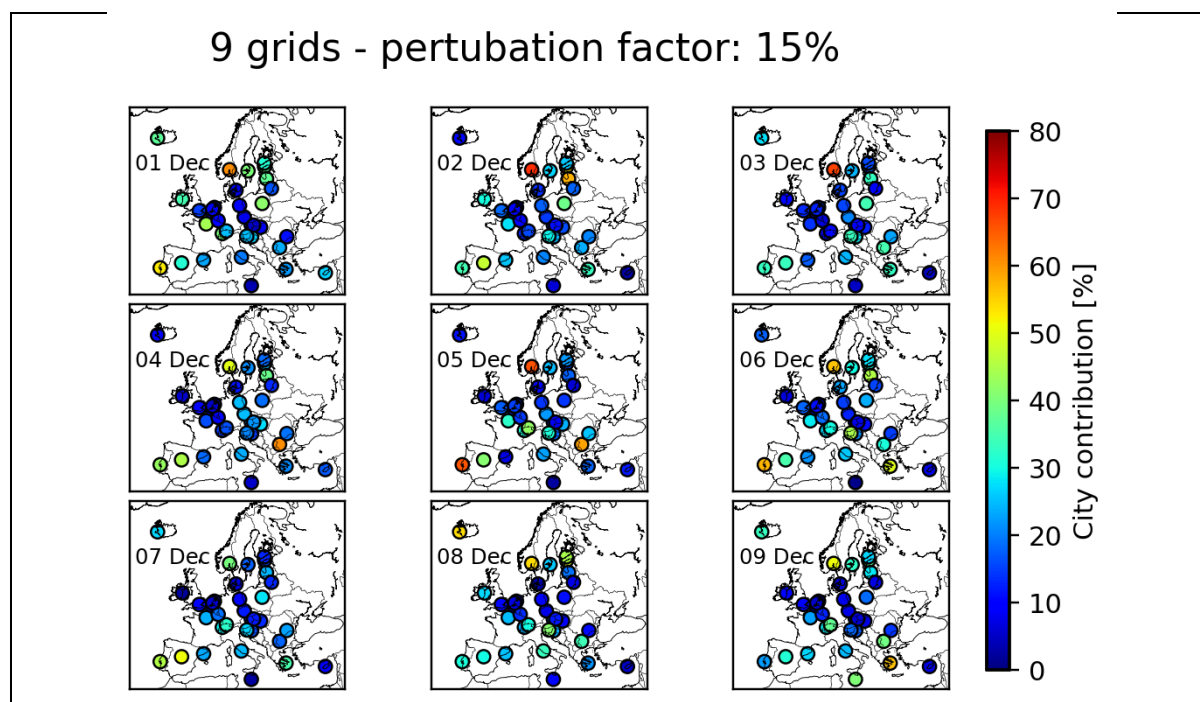 9 grids - pertubation factor: 15%
01 Dec
02 Dec
03 Dec
04 Dec
05 Dec
06 Dec
07 Dec
08 Dec
09 Dec
80
70
60
50
40
30
20
10
0
City contribution [%]